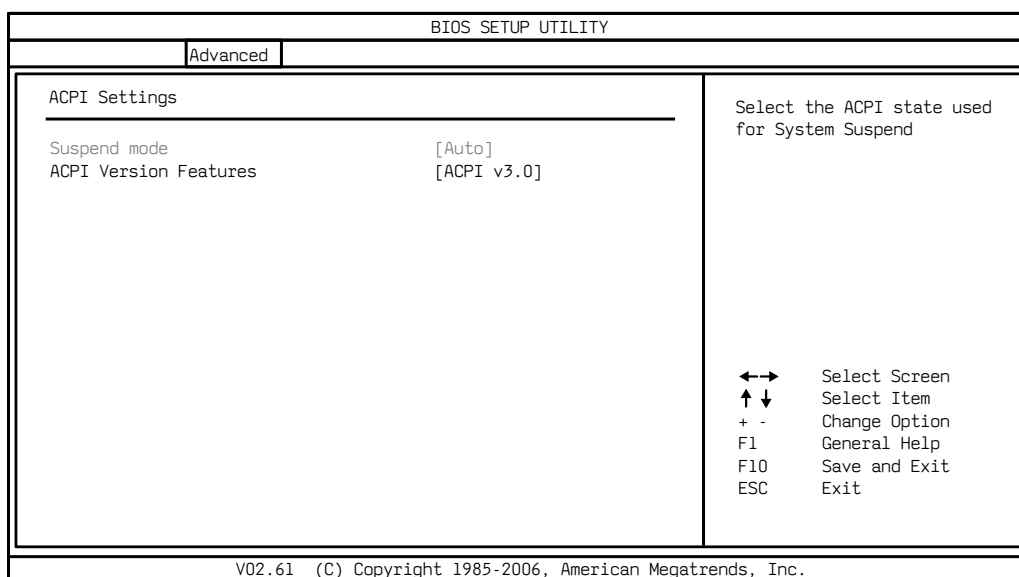 BIOS SETUP UTILITY
Advanced
ACPI Settings
Suspend mode [Auto]
ACPI Version Features [ACPI v3.0]
Select the ACPI state used
for System Suspend
←→ Select Screen
↑↓ Select Item
+ - Change Option
F1 General Help
F10 Save and Exit
ESC Exit
V02.61 (C) Copyright 1985-2006, American Megatrends, Inc.